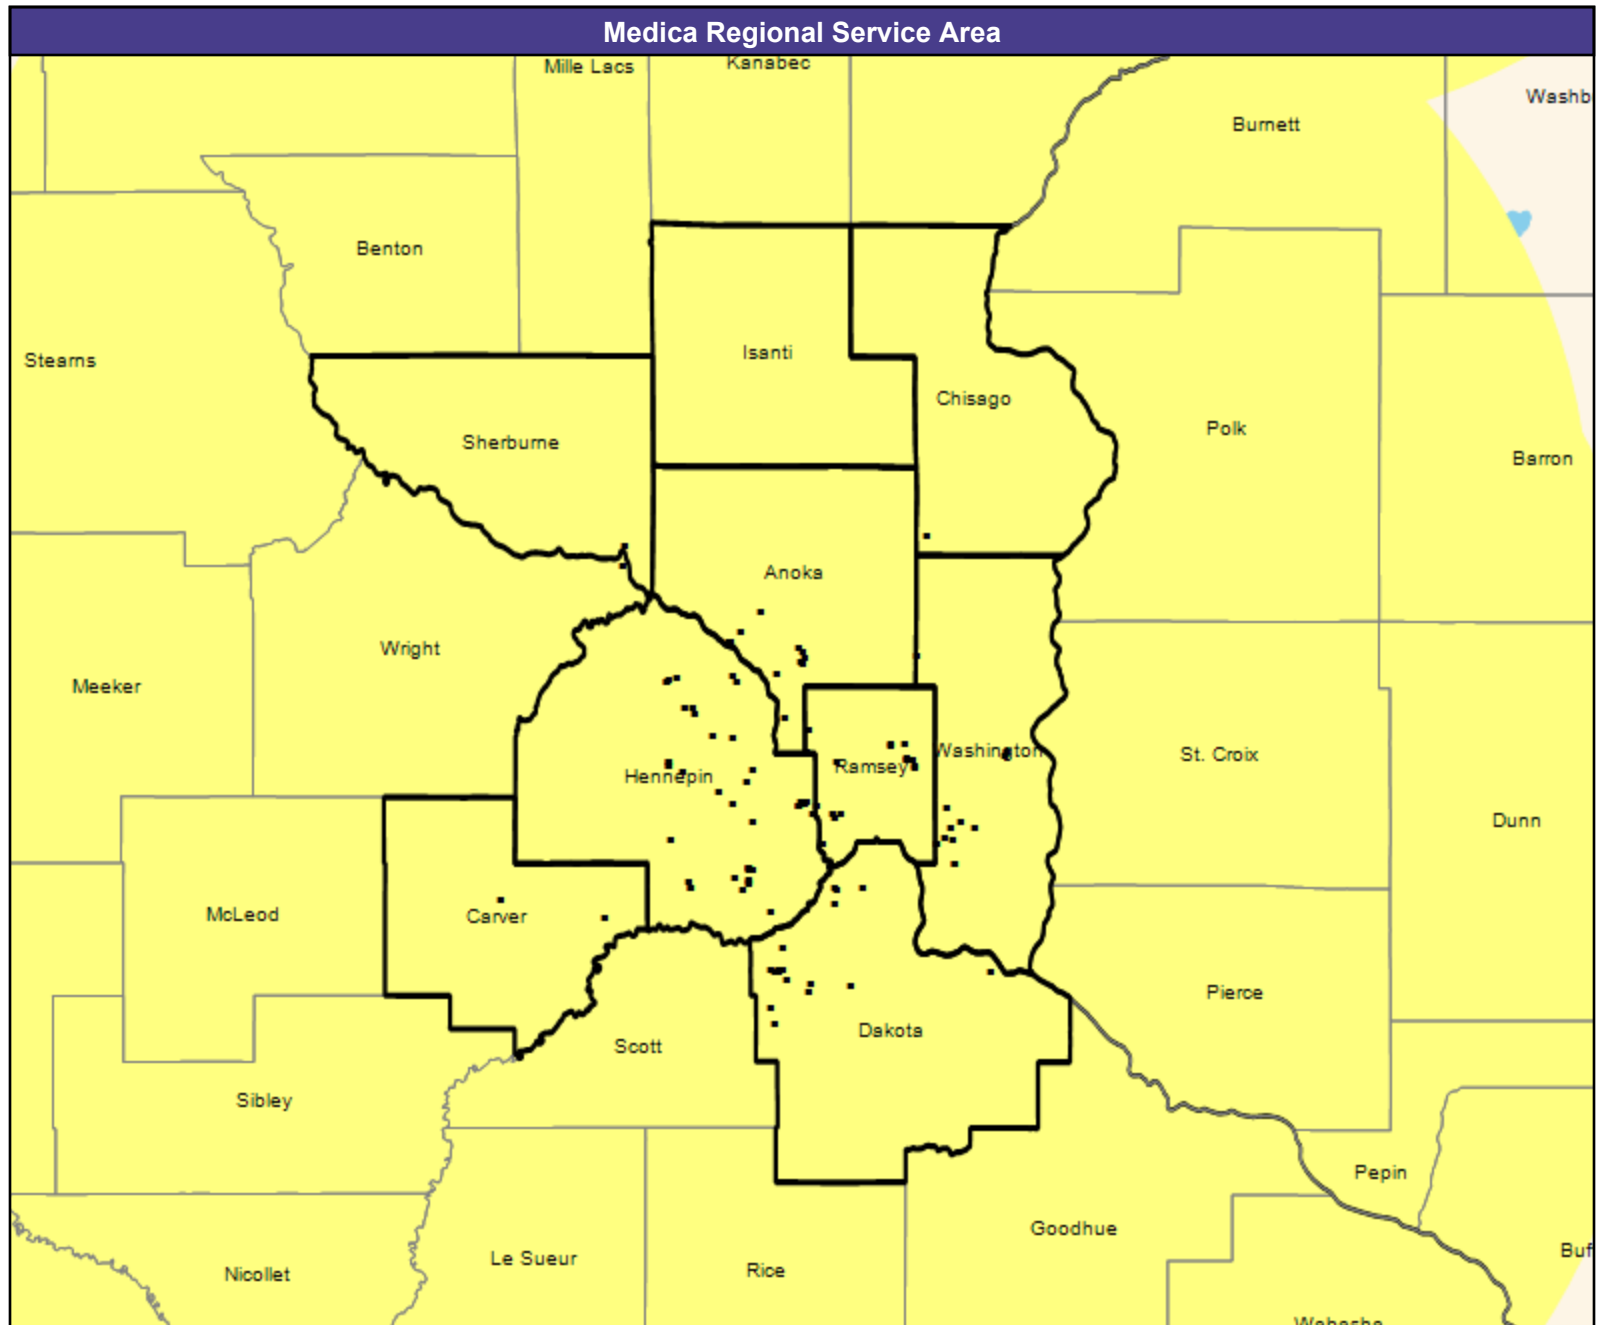 Medica Regional Service Area
Mille Lacs
Kanabec
Washb
Burnett
Benton
Stearns
Isanti
Chisago
Sherburne
Polk
Barron
Anoka
Wright
Meeker
Hennepin
Ramsey
Washington
St. Croix
Dunn
McLeod
Carver
Pierce
Scott
Dakota
Sibley
Pepin
Goodhue
Nicollet
Le Sueur
Rice
Buf